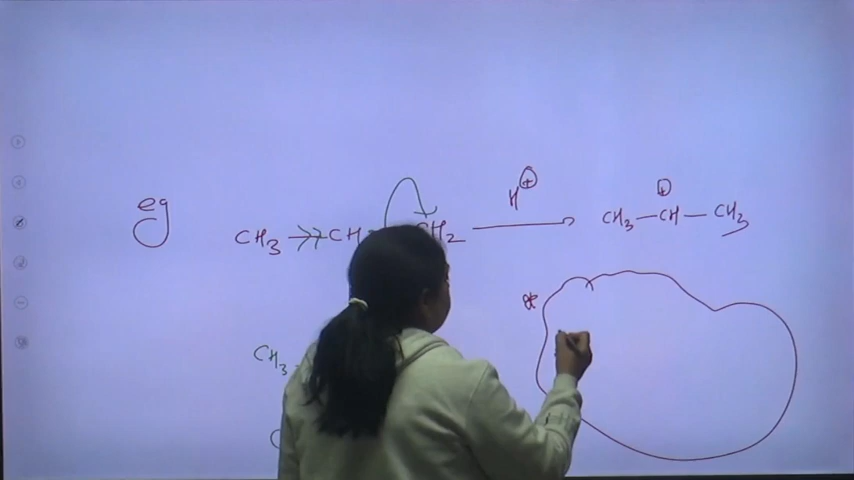 eg
CH3 →→ CH CH2 ⟶ H⊕ CH3 — CH⊕ — CH3
CH3